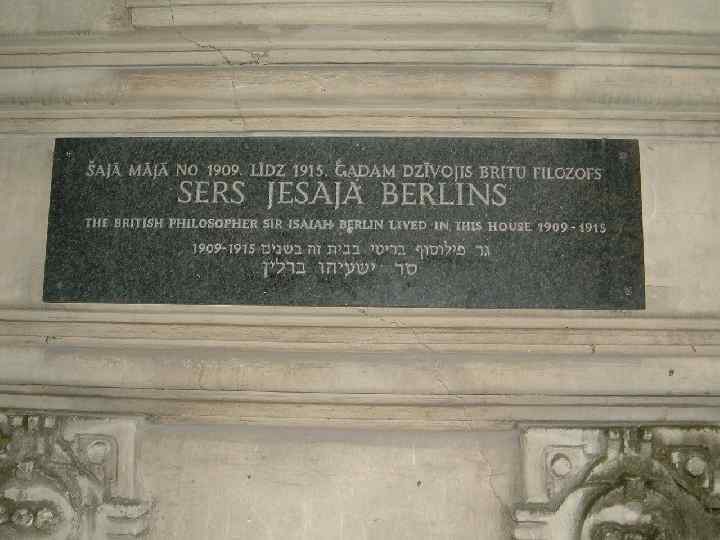 ŠAJĀ MĀJĀ NO 1909. LĪDZ 1915. GADAM DZĪVOJIS BRITU FILOZOFS
SERS JESAJA BERLINS
THE BRITISH PHILOSOPHER SIR ISAIAH BERLIN LIVED IN THIS HOUSE 1909 - 1915
גר פילוסוף בריטי בבית זה בשנים 1909-1915
סר ישעיהו ברלין